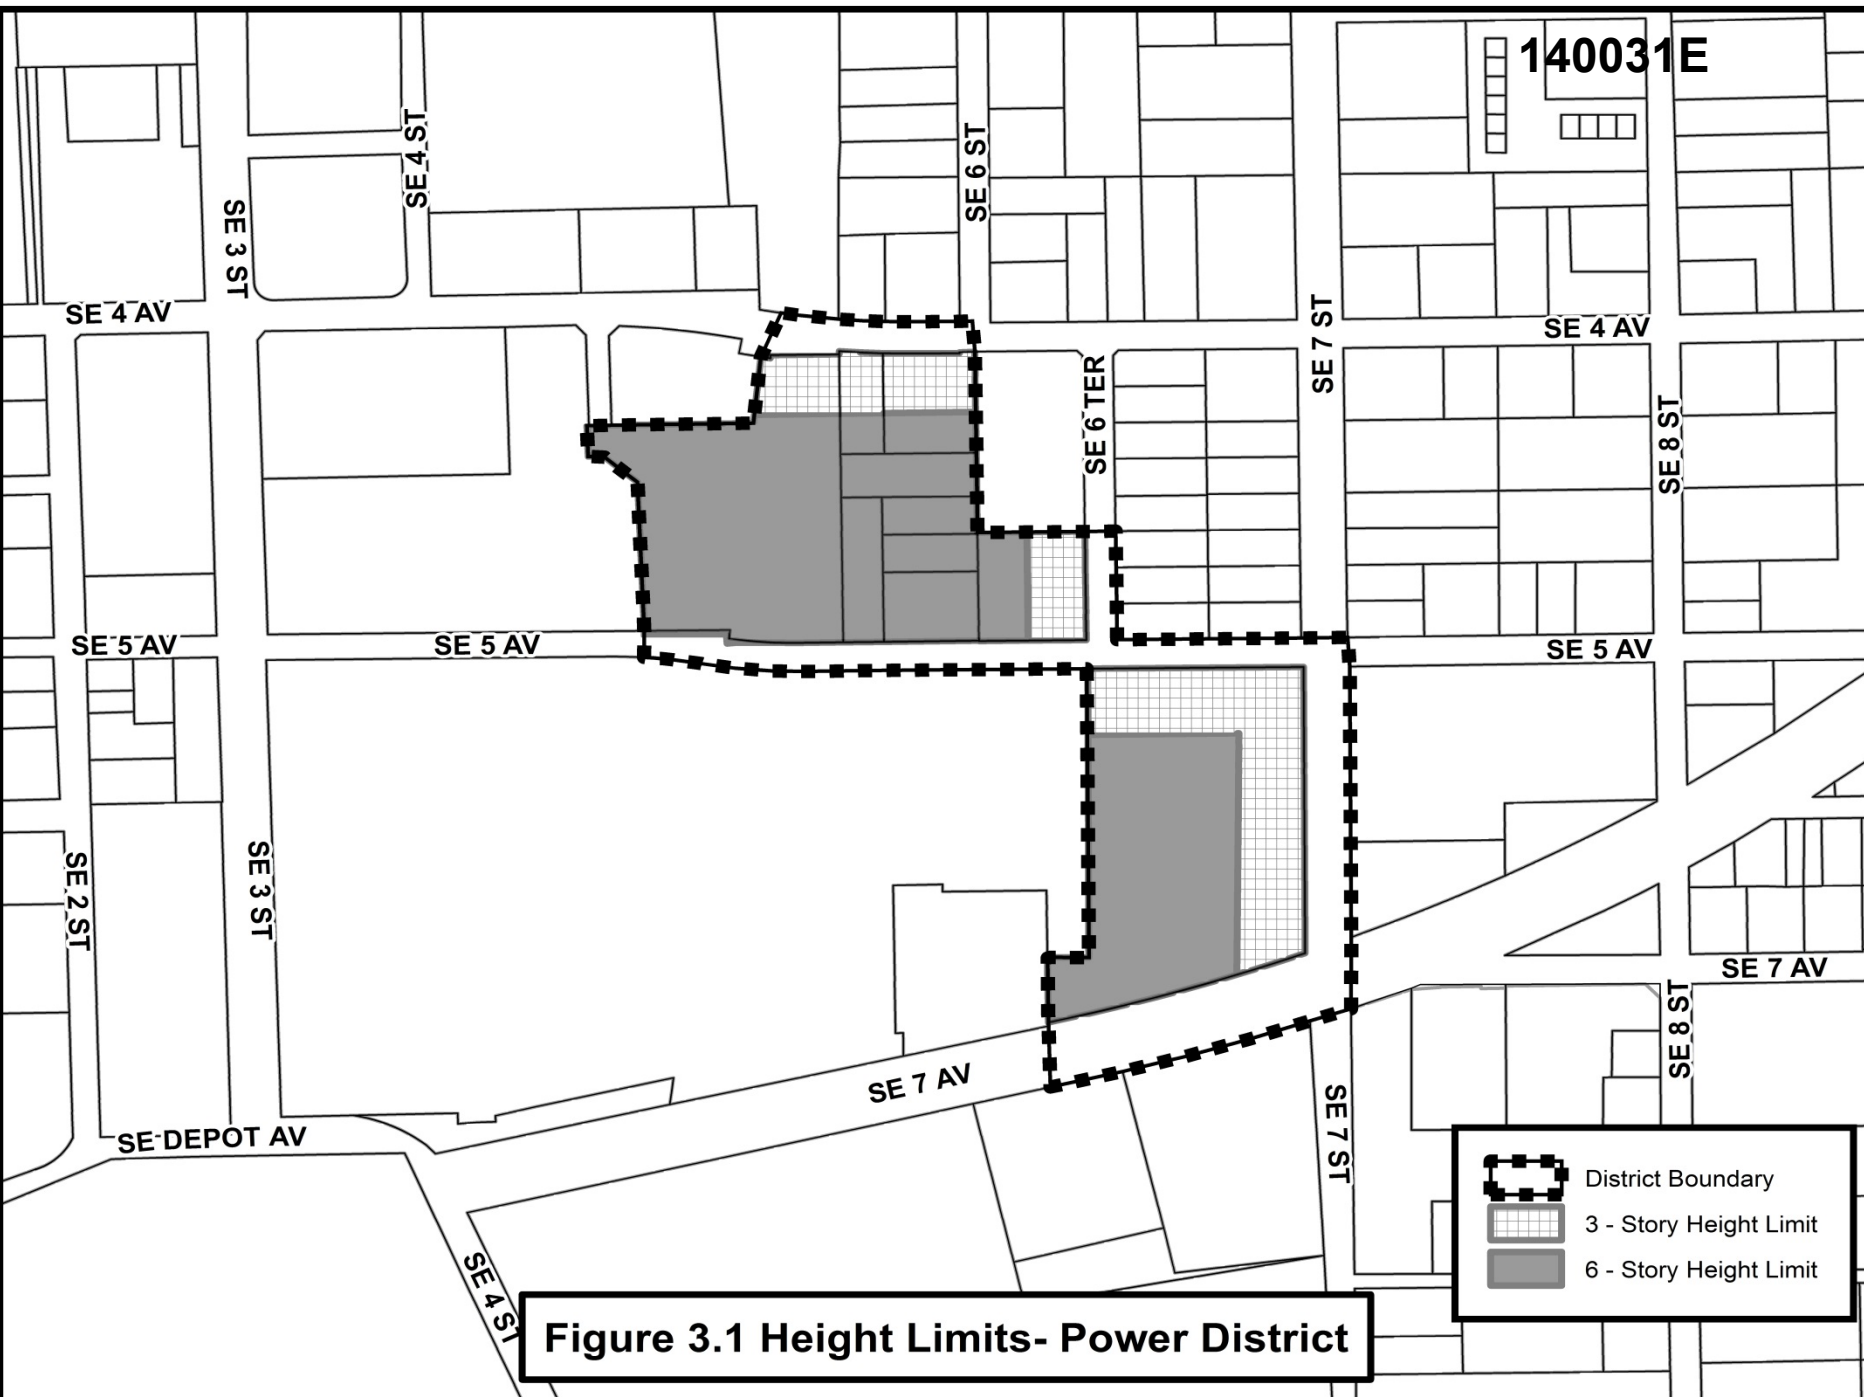 140031E
SE 4 ST
SE 6 ST
SE 3 ST
SE 4 AV
SE 7 ST
SE 4 AV
SE 6 TER
SE 8 ST
SE 5 AV
SE 5 AV
SE 5 AV
SE 2 ST
SE 3 ST
SE 7 AV
SE 8 ST
SE 7 AV
SE DEPOT AV
SE 7 ST
SE 4 ST
District Boundary
3 - Story Height Limit
6 - Story Height Limit
Figure 3.1 Height Limits- Power District